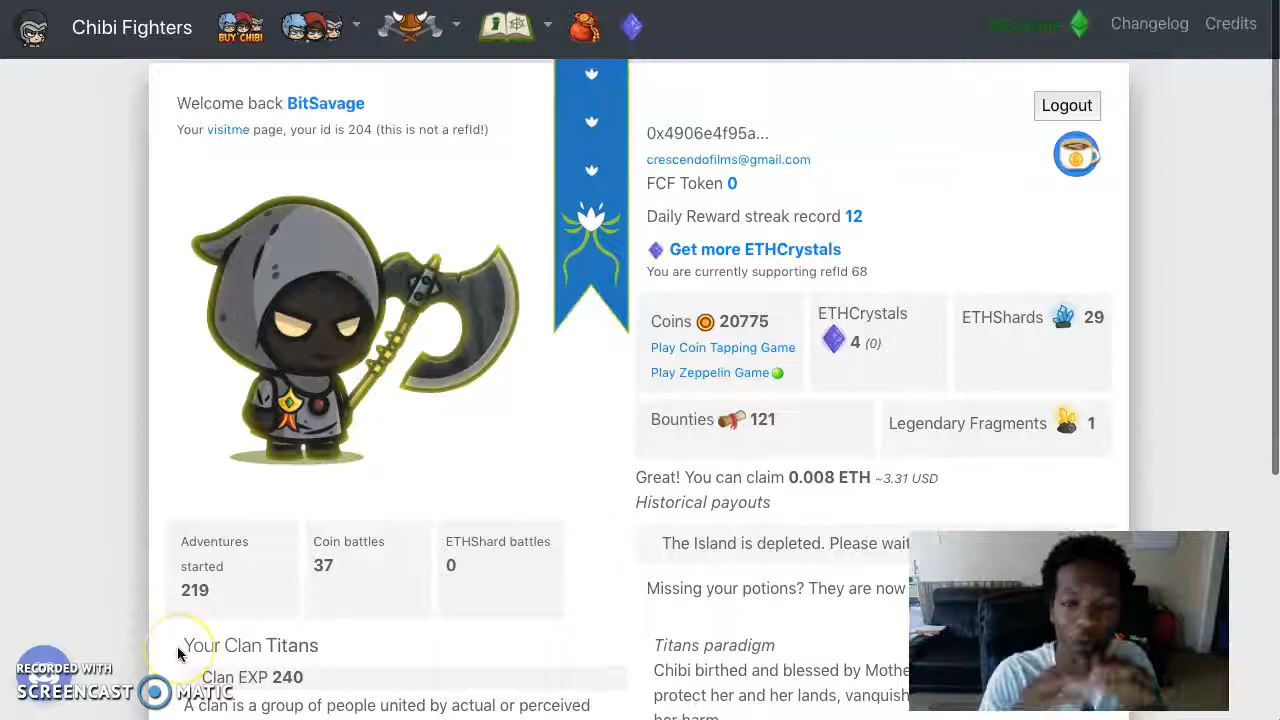 BUY CHIBI
Chibi Fighters
Changelog Credits
Welcome back BitSavage
Your visitme page, your id is 204 (this is not a refId!)
Logout
0x4906e4f95a...
crescendofilms@gmail.com
FCF Token 0
Daily Reward streak record 12
Get more ETHCrystals
You are currently supporting refId 68
Coins 20775
Play Coin Tapping Game
Play Zeppelin Game
ETHCrystals
4 (0)
ETHShards 29
Bounties 121
Legendary Fragments 1
Great! You can claim 0.008 ETH ~3.31 USD
Historical payouts
The Island is depleted. Please wait
Missing your potions? They are now
Titans paradigm
Chibi birthed and blessed by Mothe
protect her and her lands, vanquish
her harm
Adventures started
219
Coin battles
37
ETHShard battles
0
Your Clan Titans
Clan EXP 240
A clan is a group of people united by actual or perceived
RECORDED WITH
SCREENCAST MATIC